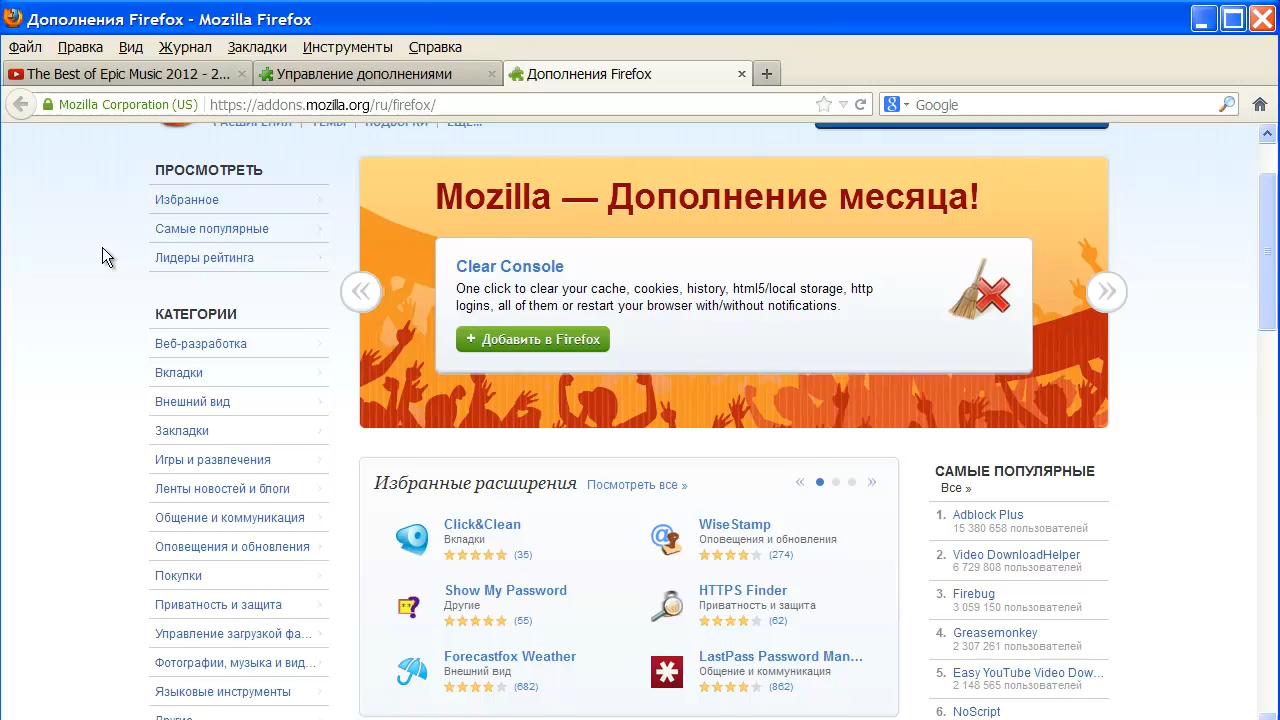 Дополнения Firefox - Mozilla Firefox
Файл Правка Вид Журнал Закладки Инструменты Справка
The Best of Epic Music 2012 - 2...
Управление дополнениями
Дополнения Firefox
Mozilla Corporation (US)
https://addons.mozilla.org/ru/firefox/
Google
РАСШИРЕНИЯ ТЕМЫ ПОДБОРКИ ЕЩЁ...
ПРОСМОТРЕТЬ
Избранное
Самые популярные
Лидеры рейтинга
КАТЕГОРИИ
Веб-разработка
Вкладки
Внешний вид
Закладки
Игры и развлечения
Ленты новостей и блоги
Общение и коммуникация
Оповещения и обновления
Покупки
Приватность и защита
Управление загрузкой фа...
Фотографии, музыка и вид...
Языковые инструменты
Другие
Mozilla — Дополнение месяца!
Clear Console
One click to clear your cache, cookies, history, html5/local storage, http
logins, all of them or restart your browser with/without notifications.
+ Добавить в Firefox
Избранные расширения Посмотреть все »
Click&Clean
Вкладки
(35)
WiseStamp
Оповещения и обновления
(274)
Show My Password
Другие
(55)
HTTPS Finder
Приватность и защита
(62)
Forecastfox Weather
Внешний вид
(682)
LastPass Password Man...
Общение и коммуникация
(862)
САМЫЕ ПОПУЛЯРНЫЕ
Все »
1. Adblock Plus
15 380 658 пользователей
2. Video DownloadHelper
6 729 808 пользователей
3. Firebug
3 059 150 пользователей
4. Greasemonkey
2 307 261 пользователей
5. Easy YouTube Video Dow...
2 148 565 пользователей
6. NoScript